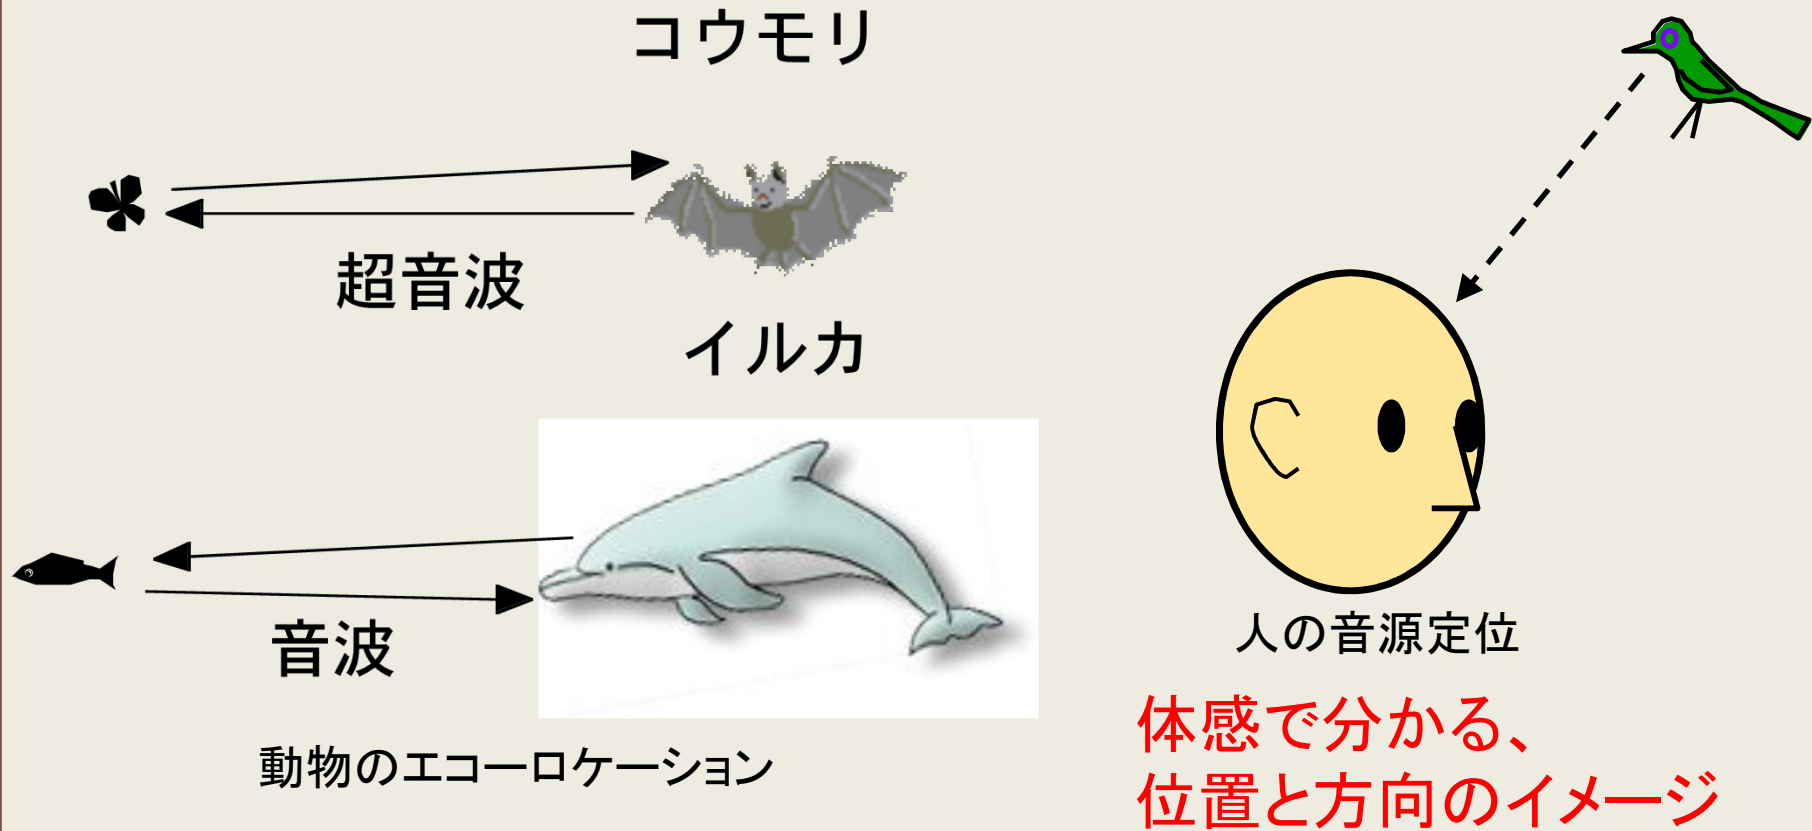 コウモリ
超音波
イルカ
音波
動物のエコーロケーション
人の音源定位
体感で分かる、
位置と方向のイメージ